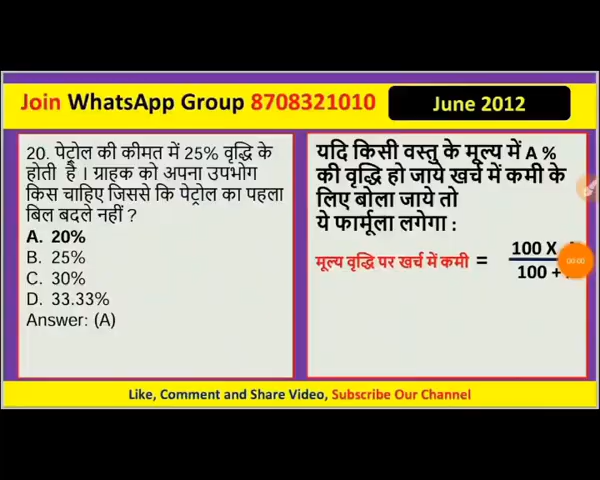 Join WhatsApp Group 8708321010
June 2012
20. पेट्रोल की कीमत में 25% वृद्धि के
होती है । ग्राहक को अपना उपभोग
किस चाहिए जिससे कि पेट्रोल का पहला
बिल बदले नहीं ?
A. 20%
B. 25%
C. 30%
D. 33.33%
Answer: (A)
यदि किसी वस्तु के मूल्य में A %
की वृद्धि हो जाये खर्च में कमी के
लिए बोला जाये तो
ये फार्मूला लगेगा :
मूल्य वृद्धि पर खर्च में कमी =
100 X
100 +
00:00
Like, Comment and Share Video, Subscribe Our Channel